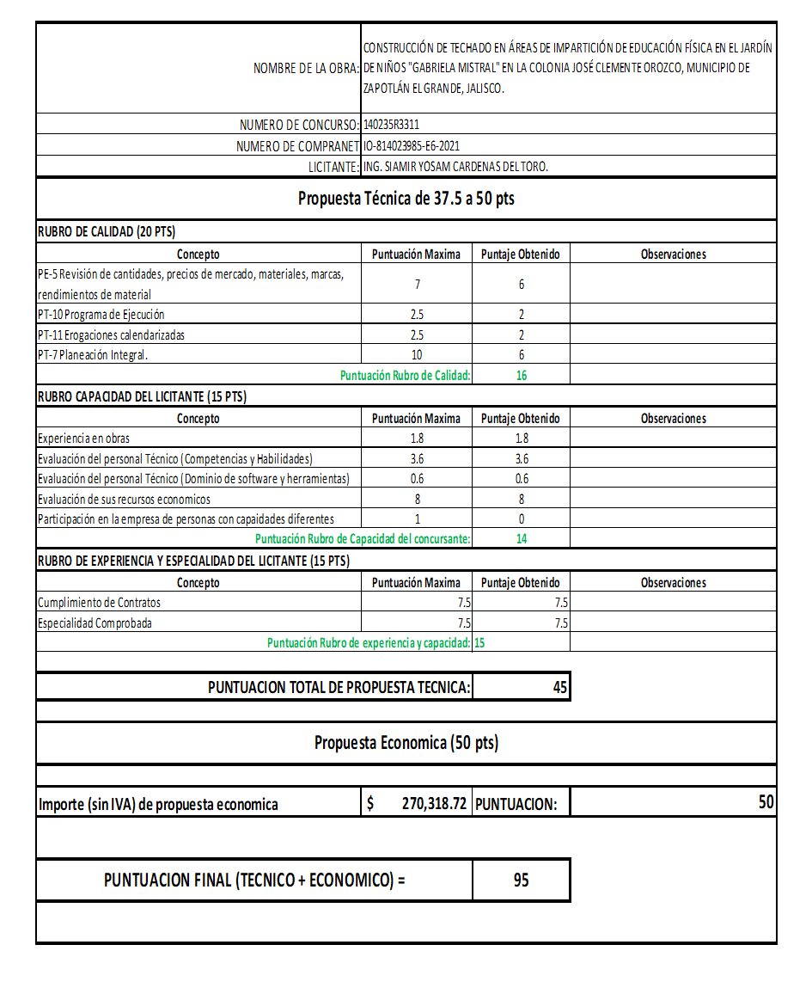 NOMBRE DE LA OBRA: CONSTRUCCIÓN DE TECHADO EN ÁREAS DE IMPARTICIÓN DE EDUCACIÓN FÍSICA EN EL JARDÍN
DE NIÑOS "GABRIELA MISTRAL" EN LA COLONIA JOSÉ CLEMENTE OROZCO, MUNICIPIO DE
ZAPOTLÁN EL GRANDE, JALISCO.
NUMERO DE CONCURSO: 140235R3311
NUMERO DE COMPRANET IO-814023985-E6-2021
LICITANTE: ING. SIAMIR YOSAM CARDENAS DEL TORO.
Propuesta Técnica de 37.5 a 50 pts
RUBRO DE CALIDAD (20 PTS)
Concepto Puntuación Maxima Puntaje Obtenido Observaciones
PE-5 Revisión de cantidades, precios de mercado, materiales, marcas,
rendimientos de material 7 6
PT-10 Programa de Ejecución 2.5 2
PT-11 Erogaciones calendarizadas 2.5 2
PT-7 Planeación Integral. 10 6
Puntuación Rubro de Calidad: 16
RUBRO CAPACIDAD DEL LICITANTE (15 PTS)
Concepto Puntuación Maxima Puntaje Obtenido Observaciones
Experiencia en obras 1.8 1.8
Evaluación del personal Técnico (Competencias y Habilidades) 3.6 3.6
Evaluación del personal Técnico (Dominio de software y herramientas) 0.6 0.6
Evaluación de sus recursos economicos 8 8
Participación en la empresa de personas con capaidades diferentes 1 0
Puntuación Rubro de Capacidad del concursante: 14
RUBRO DE EXPERIENCIA Y ESPECIALIDAD DEL LICITANTE (15 PTS)
Concepto Puntuación Maxima Puntaje Obtenido Observaciones
Cumplimiento de Contratos 7.5 7.5
Especialidad Comprobada 7.5 7.5
Puntuación Rubro de experiencia y capacidad: 15
PUNTUACION TOTAL DE PROPUESTA TECNICA: 45
Propuesta Economica (50 pts)
Importe (sin IVA) de propuesta economica $ 270,318.72 PUNTUACION: 50
PUNTUACION FINAL (TECNICO + ECONOMICO) = 95